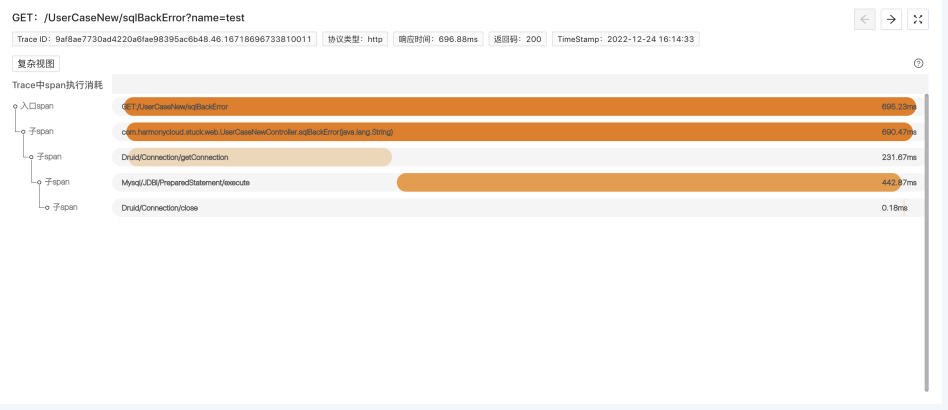 GET: /UserCaseNew/sqlBackError?name=test
Trace ID: 9af8ae7730ad4220a6fae98395ac6b48.46.16718696733810011 协议类型: http 响应时间: 696.88ms 返回码: 200 TimeStamp: 2022-12-24 16:14:33
复杂视图
Trace中span执行消耗
入口span GET:/UserCaseNew/sqlBackError 695.23ms
子span com.harmonycloud.stuck.web.UserCaseNewController.sqlBackError(java.lang.String) 690.47ms
子span Druid/Connection/getConnection 231.67ms
子span Mysql/JDBI/PreparedStatement/execute 442.87ms
子span Druid/Connection/close 0.18ms